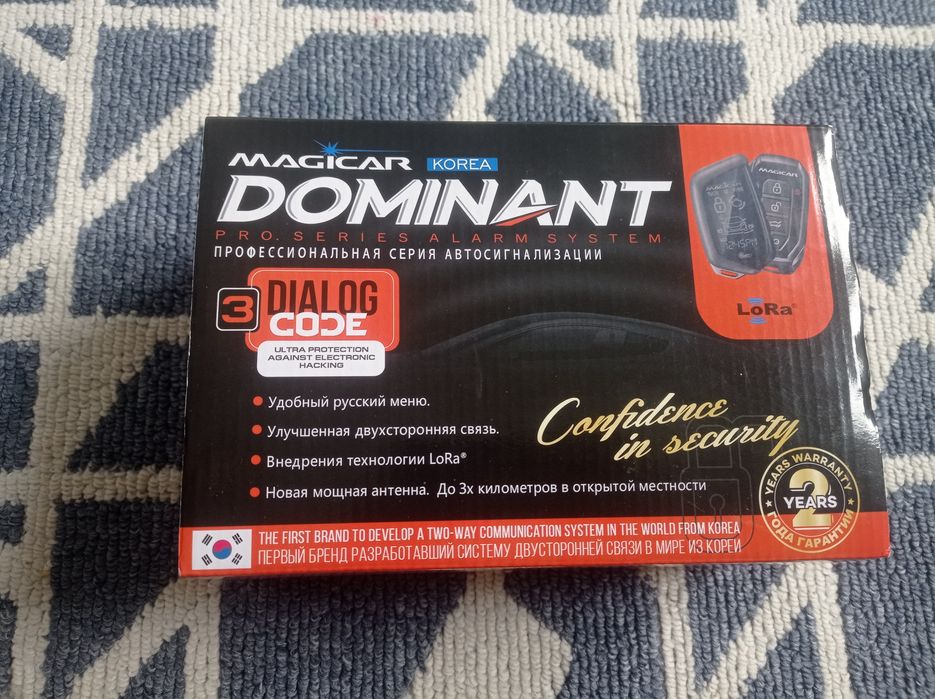 MAGICAR KOREA
DOMINANT
PRO. SERIES ALARM SYSTEM
ПРОФЕССИОНАЛЬНАЯ СЕРИЯ АВТОСИГНАЛИЗАЦИИ
3 DIALOG
CODE
ULTRA PROTECTION
AGAINST ELECTRONIC
HACKING
MAGICAR
LoRa®
Удобный русский меню.
Улучшенная двухсторонняя связь.
Внедрения технологии LoRa®
Новая мощная антенна. До 3х километров в открытой местности
Confidence
in security
YEARS WARRANTY
2
YEARS
ГОДА ГАРАНТИИ
THE FIRST BRAND TO DEVELOP A TWO-WAY COMMUNICATION SYSTEM IN THE WORLD FROM KOREA
ПЕРВЫЙ БРЕНД РАЗРАБОТАВШИЙ СИСТЕМУ ДВУСТОРОННЕЙ СВЯЗИ В МИРЕ ИЗ КОРЕИ